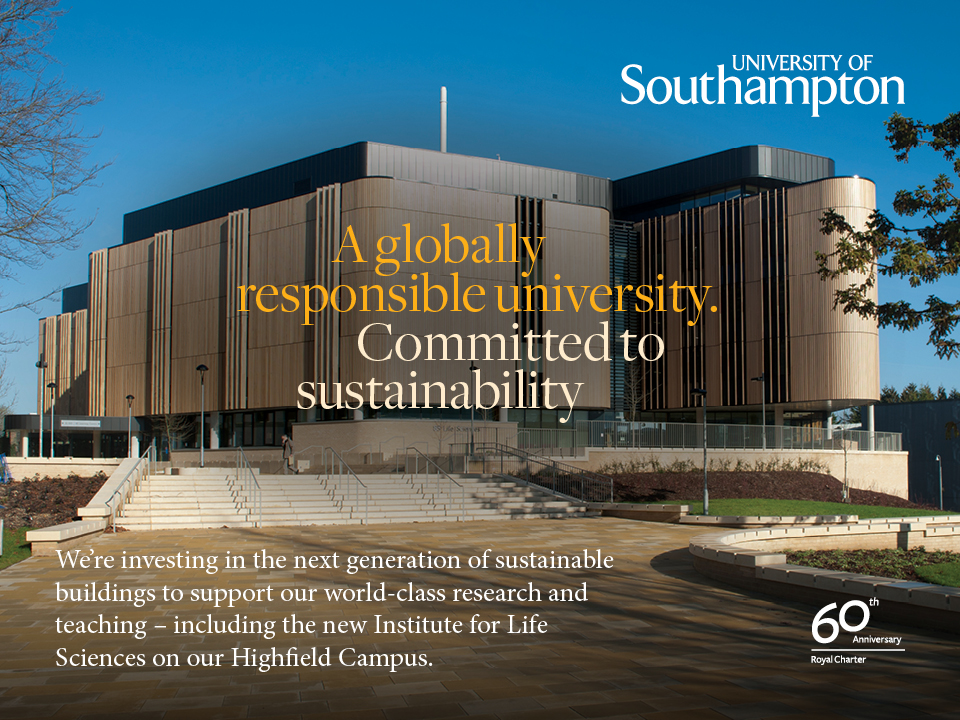 UNIVERSITY OF
Southampton
A globally
responsible university.
Committed to
sustainability
We're investing in the next generation of sustainable
buildings to support our world-class research and
teaching – including the new Institute for Life
Sciences on our Highfield Campus.
60th
Anniversary
Royal Charter